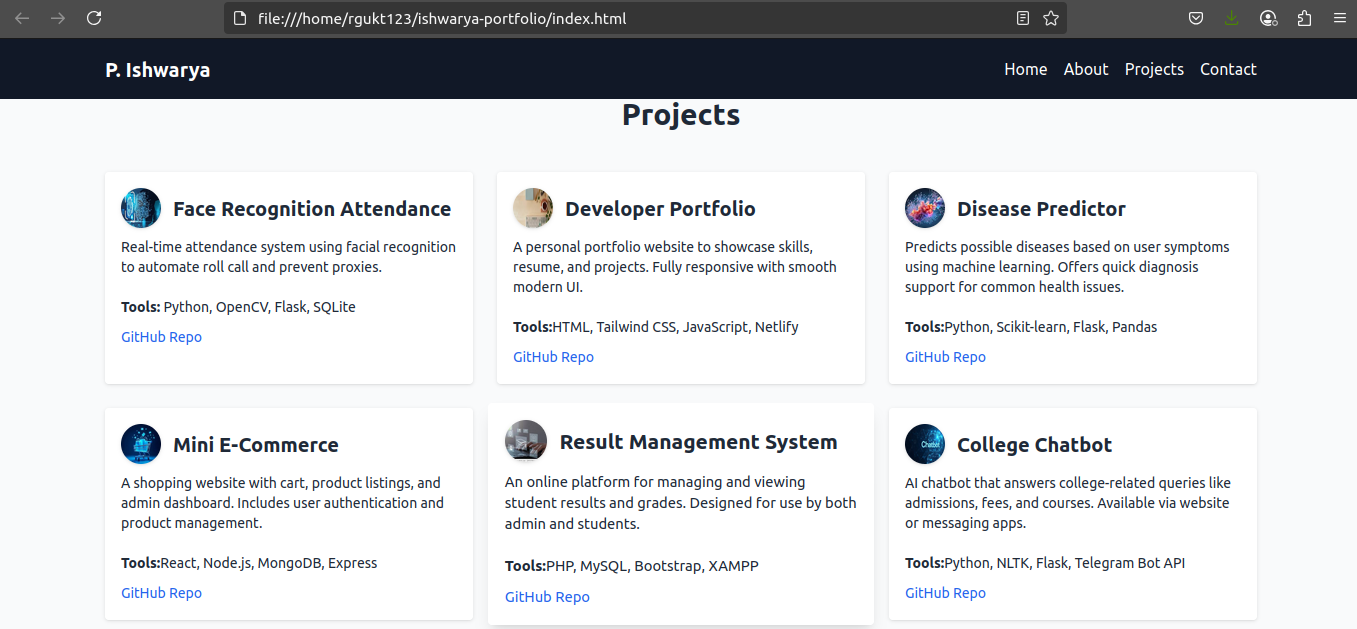 file:///home/rgukt123/ishwarya-portfolio/index.html
P. Ishwarya
Home About Projects Contact
Projects
Face Recognition Attendance
Real-time attendance system using facial recognition
to automate roll call and prevent proxies.
Tools: Python, OpenCV, Flask, SQLite
GitHub Repo
Developer Portfolio
A personal portfolio website to showcase skills,
resume, and projects. Fully responsive with smooth
modern UI.
Tools:HTML, Tailwind CSS, JavaScript, Netlify
GitHub Repo
Disease Predictor
Predicts possible diseases based on user symptoms
using machine learning. Offers quick diagnosis
support for common health issues.
Tools:Python, Scikit-learn, Flask, Pandas
GitHub Repo
Mini E-Commerce
A shopping website with cart, product listings, and
admin dashboard. Includes user authentication and
product management.
Tools:React, Node.js, MongoDB, Express
GitHub Repo
Result Management System
An online platform for managing and viewing
student results and grades. Designed for use by both
admin and students.
Tools:PHP, MySQL, Bootstrap, XAMPP
GitHub Repo
Chatbot
College Chatbot
AI chatbot that answers college-related queries like
admissions, fees, and courses. Available via website
or messaging apps.
Tools:Python, NLTK, Flask, Telegram Bot API
GitHub Repo